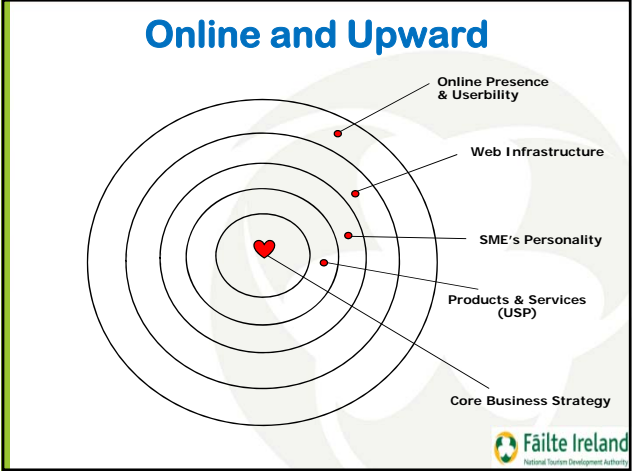 Online and Upward
Online Presence
& Userbility
Web Infrastructure
SME's Personality
Products & Services
(USP)
Core Business Strategy
Fáilte Ireland
National Tourism Development Authority